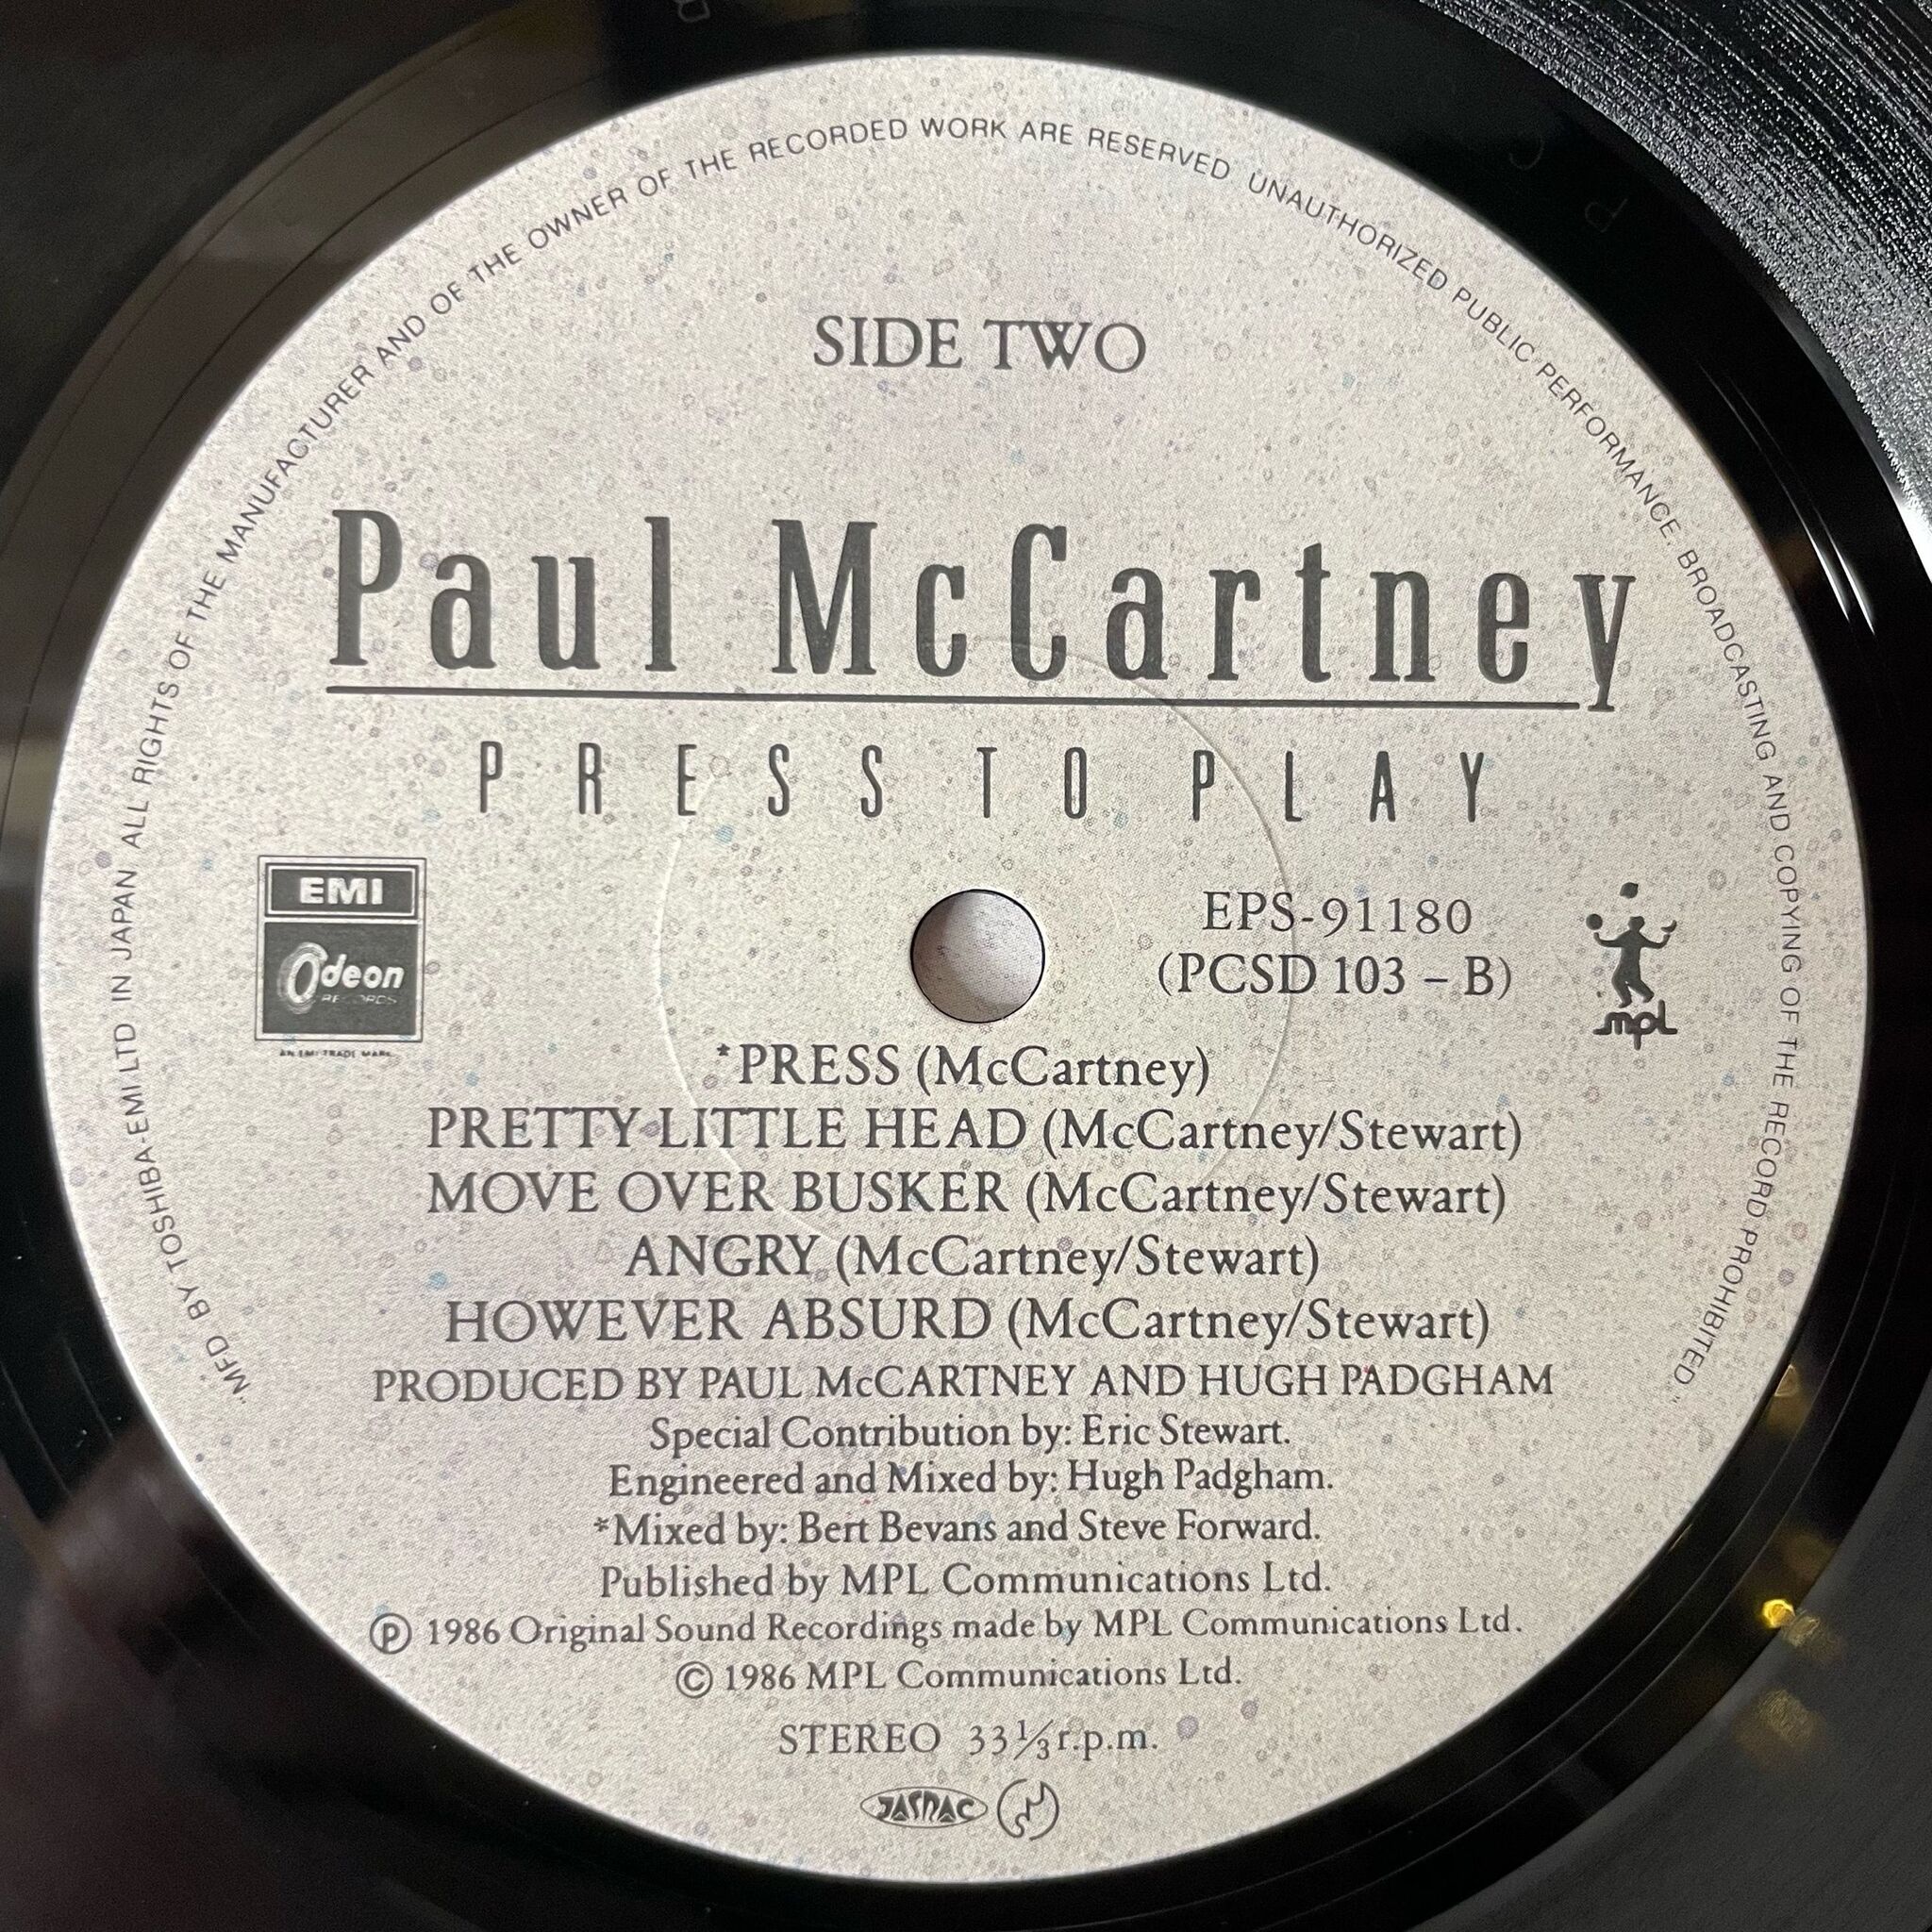 "MFD BY TOSHIBA-EMI LTD IN JAPAN ALL RIGHTS OF THE MANUFACTURER AND OF THE OWNER OF THE RECORDED WORK ARE RESERVED UNAUTHORIZED PUBLIC PERFORMANCE. BROADCASTING AND COPYING OF THE RECORD PROHIBITED"
SIDE TWO
Paul McCartney
PRESS TO PLAY
EMI
Odeon
RECORDS
AN EMI TRADE MARK
EPS-91180
(PCSD 103 – B)
mpl
*PRESS (McCartney)
PRETTY LITTLE HEAD (McCartney/Stewart)
MOVE OVER BUSKER (McCartney/Stewart)
ANGRY (McCartney/Stewart)
HOWEVER ABSURD (McCartney/Stewart)
PRODUCED BY PAUL McCARTNEY AND HUGH PADGHAM
Special Contribution by: Eric Stewart.
Engineered and Mixed by: Hugh Padgham.
*Mixed by: Bert Bevans and Steve Forward.
Published by MPL Communications Ltd.
℗ 1986 Original Sound Recordings made by MPL Communications Ltd.
© 1986 MPL Communications Ltd.
STEREO 33⅓ r.p.m.
JASRAC